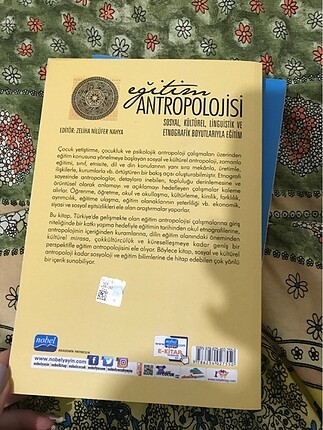 eğitim
ANTROPOLOJİSİ
SOSYAL, KÜLTÜREL, LİNGUİSTİK VE
ETNOGRAFİK BOYUTLARIYLA EĞİTİM
EDİTÖR: ZELİHA NİLÜFER NAHYA
Çocuk yetiştirme, çocukluk ve psikolojik antropoloji çalışmaları üzerinden
eğitim konusuna yönelmeye başlayan sosyal ve kültürel antropoloji, zamanla
eğitimi, sınıf, etnisite, dil ve din konularının yanı sıra mekânla, üretimle,
ilişkilerle, kurumlarla vb. örtüştüren bir bakış açısı oluşturabilmiştir. Etnografi
sayesinde antropologlar, detaylara odaklanabilen, topluluğu derinlemesine ve
örüntüsel olarak anlamayı ve açıklamayı hedefleyen çalışmalar kaleme
alırlar. Öğrenme, öğretme, okul ve okullaşma, kültürlenme, kimlik, farklılık,
ayrımcılık, güç, ulaşma, eğitim olanaklarının yeterliliği vb. ekonomik,
siyasi ve sosyal eşitsizlikleri ele alan araştırmalar yaparlar.
Bu kitap, Türkiye'de gelişmekte olan eğitim antropolojisi çalışmalarına giriş
niteliğinde bir katkı yapma hedefiyle eğitimin tarihinden okul etnografilerine,
antropolojinin içinden kuramlarına, dilin eğitim alanındaki öneminden
kültürel mirasa, çokkültürcülük ve küreselleşmeye kadar geniş bir
perspektifle eğitim antropolojisini ele alıyor. Böylece kitap, sosyal ve kültürel
antropoloji kadar sosyoloji ve eğitim bilimlerine de hitap edebilen çok yönlü
bir içerik sunabiliyor.
nobel
www.nobelyayin.com
E-KİTAP